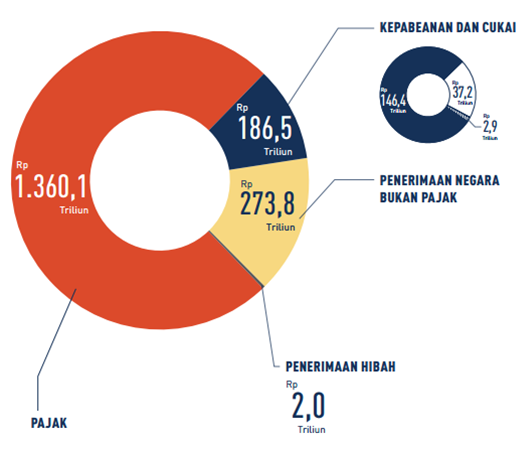 KEPABEANAN DAN CUKAI
Rp
146,4
Triliun
Rp
37,2
Triliun
Rp
2,9
Triliun
Rp
186,5
Triliun
Rp
1.360,1
Triliun
Rp
273,8
Triliun
PENERIMAAN NEGARA
BUKAN PAJAK
PENERIMAAN HIBAH
Rp
2,0
Triliun
PAJAK